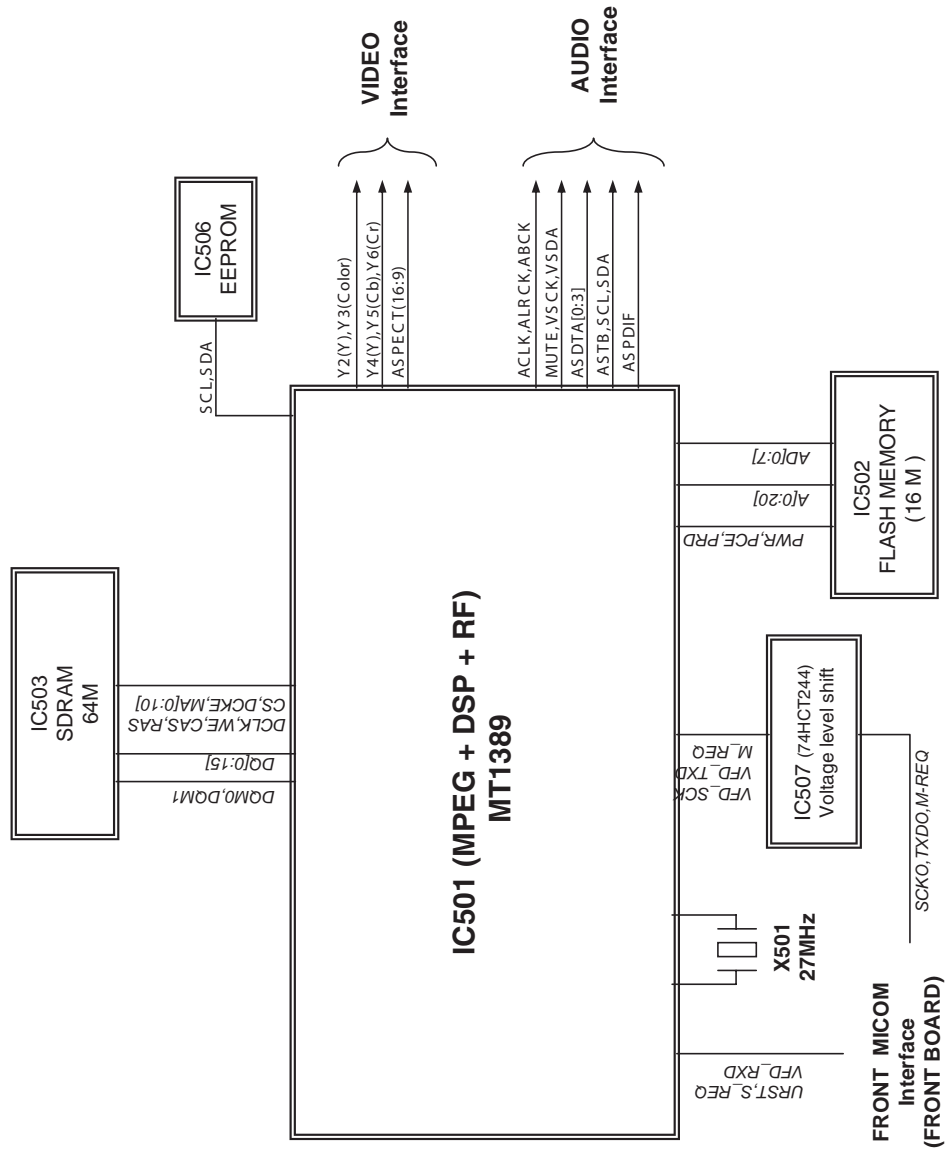 IC503
SDRAM
64M
DQM0,DQM1
DQ[0:15]
DCLK,WE,CAS,RAS
CS,DCKE,MA[0:10]
IC506
EEPROM
SCL,SDA
IC501 (MPEG + DSP + RF)
MT1389
Y2(Y),Y3(Color)
Y4(Y),Y5(Cb),Y6(Cr)
ASPECT(16:9)
VIDEO
Interface
ACLK,ALRCK,ABCK
MUTE,VSCK,VSDA
ASDTA[0:3]
ASTB,SCL,SDA
ASPDIF
AUDIO
Interface
URST,S_REQ
VFD_RXD
X501
27MHz
VFD_SCK
VFD_TXD
M_REQ
IC507 (74HCT244)
Voltage level shift
SCKO,TXDO,M-REQ
PWR,PCE,PRD
A[0:20]
AD[0:7]
IC502
FLASH MEMORY
(16 M )
FRONT MICOM
Interface
(FRONT BOARD)